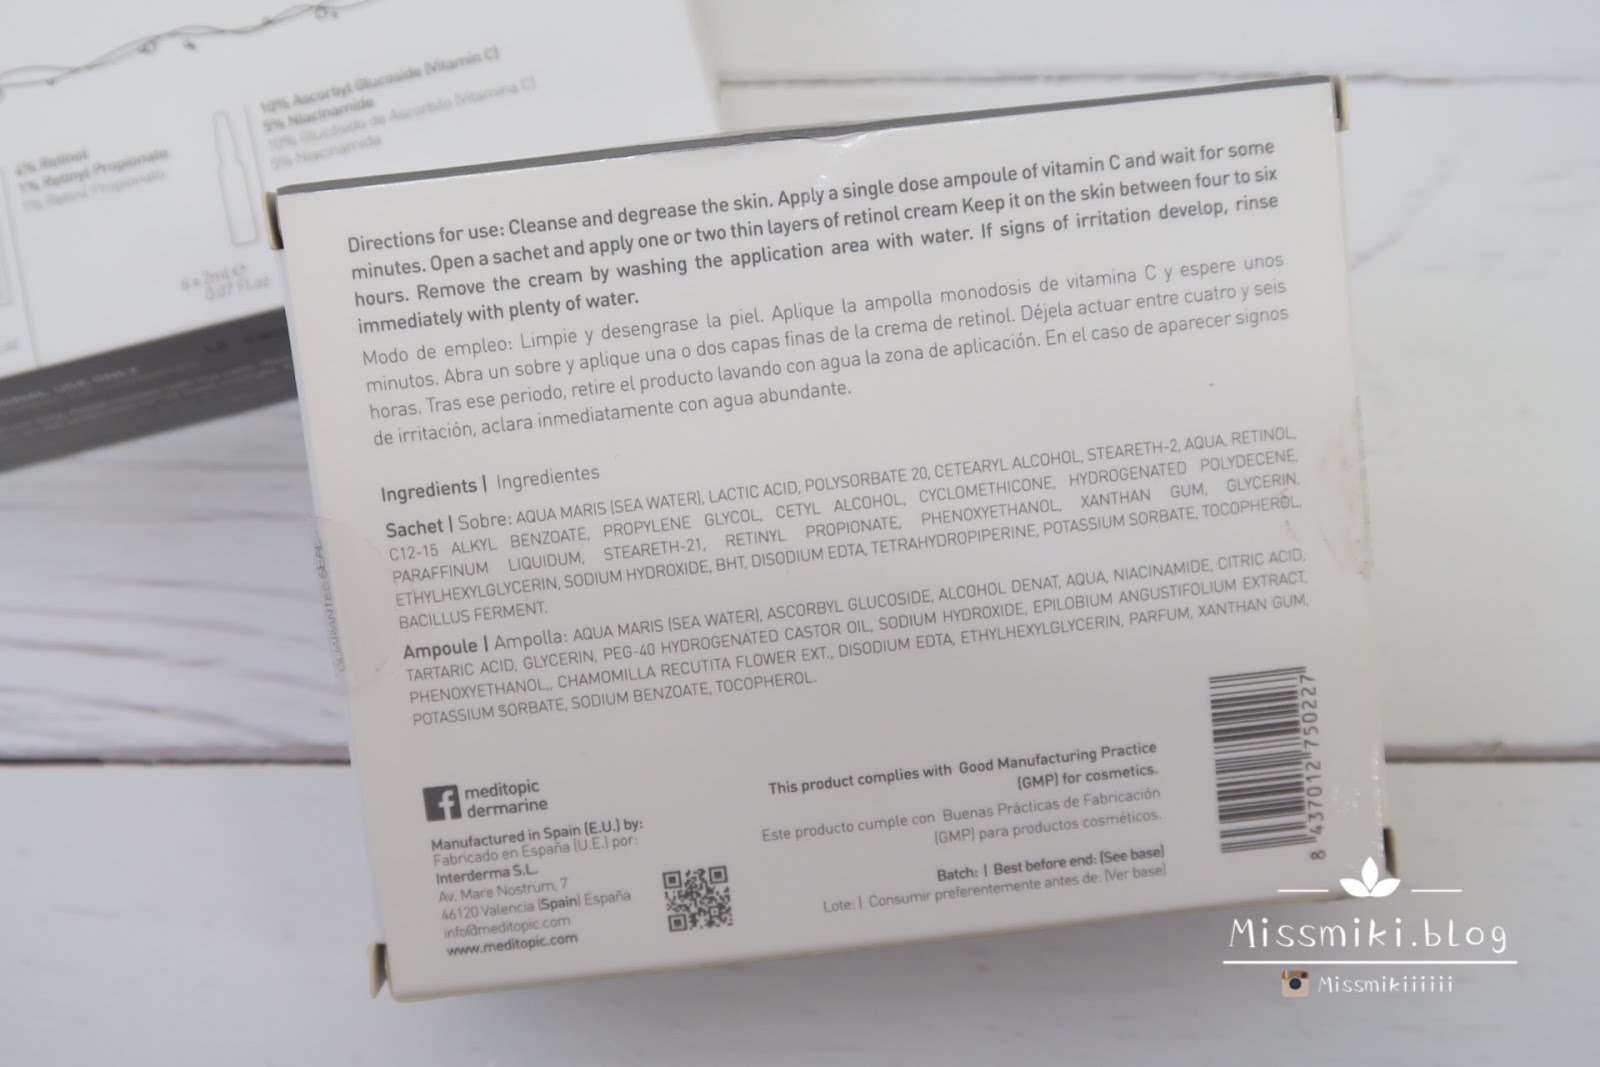 10% Ascorbyl Glucoside (Vitamin C)
5% Niacinamide
10% Glucósido de Ascorbilo (Vitamina C)
5% Niacinamida
4% Retinol
1% Retinyl Propionate
1% Retinil Propionato
6 x 2ml e
0.07 Fl.oz
USE ONLY
Directions for use: Cleanse and degrease the skin. Apply a single dose ampoule of vitamin C and wait for some
minutes. Open a sachet and apply one or two thin layers of retinol cream Keep it on the skin between four to six
hours. Remove the cream by washing the application area with water. If signs of irritation develop, rinse
immediately with plenty of water.
Modo de empleo: Limpie y desengrase la piel. Aplique la ampolla monodosis de vitamina C y espere unos
minutos. Abra un sobre y aplique una o dos capas finas de la crema de retinol. Déjela actuar entre cuatro y seis
horas. Tras ese periodo, retire el producto lavando con agua la zona de aplicación. En el caso de aparecer signos
de irritación, aclara inmediatamente con agua abundante.
Ingredients | Ingredientes
Sachet | Sobre: AQUA MARIS (SEA WATER), LACTIC ACID, POLYSORBATE 20, CETEARYL ALCOHOL, STEARETH-2, AQUA, RETINOL,
C12-15 ALKYL BENZOATE, PROPYLENE GLYCOL, CETYL ALCOHOL, CYCLOMETHICONE, HYDROGENATED POLYDECENE,
PARAFFINUM LIQUIDUM, STEARETH-21, RETINYL PROPIONATE, PHENOXYETHANOL, XANTHAN GUM, GLYCERIN,
ETHYLHEXYLGLYCERIN, SODIUM HYDROXIDE, BHT, DISODIUM EDTA, TETRAHYDROPIPERINE, POTASSIUM SORBATE, TOCOPHEROL,
BACILLUS FERMENT.
Ampoule | Ampolla: AQUA MARIS (SEA WATER), ASCORBYL GLUCOSIDE, ALCOHOL DENAT, AQUA, NIACINAMIDE, CITRIC ACID,
TARTARIC ACID, GLYCERIN, PEG-40 HYDROGENATED CASTOR OIL, SODIUM HYDROXIDE, EPILOBIUM ANGUSTIFOLIUM EXTRACT,
PHENOXYETHANOL,, CHAMOMILLA RECUTITA FLOWER EXT., DISODIUM EDTA, ETHYLHEXYLGLYCERIN, PARFUM, XANTHAN GUM,
POTASSIUM SORBATE, SODIUM BENZOATE, TOCOPHEROL.
GUARANTEE SEAL
meditopic
dermarine
Manufactured in Spain (E.U.) by:
Fabricado en España (U.E.) por:
Interderma S.L.
Av. Mare Nostrum, 7
46120 Valencia (Spain) España
info@meditopic.com
www.meditopic.com
This product complies with Good Manufacturing Practice
(GMP) for cosmetics.
Este producto cumple con Buenas Prácticas de Fabricación
(GMP) para productos cosméticos.
Batch: | Best before end: (See base)
Lote: | Consumir preferentemente antes de: (Ver base)
8 437012 750227
Missmiki.blog
Missmikiiiiii